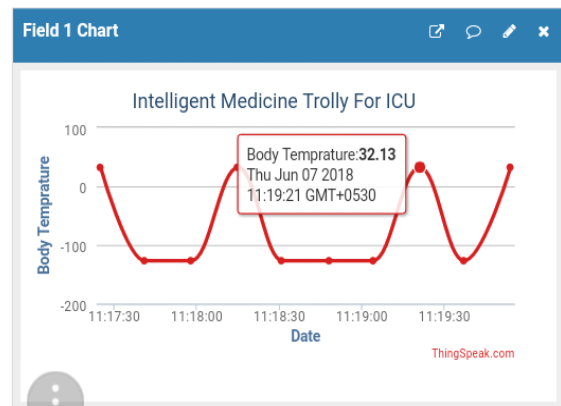 Field 1 Chart
Intelligent Medicine Trolly For ICU
Body Temprature
100
0
-100
-200
Body Temprature:32.13
Thu Jun 07 2018
11:19:21 GMT+0530
11:17:30 11:18:00 11:18:30 11:19:00 11:19:30
Date
ThingSpeak.com